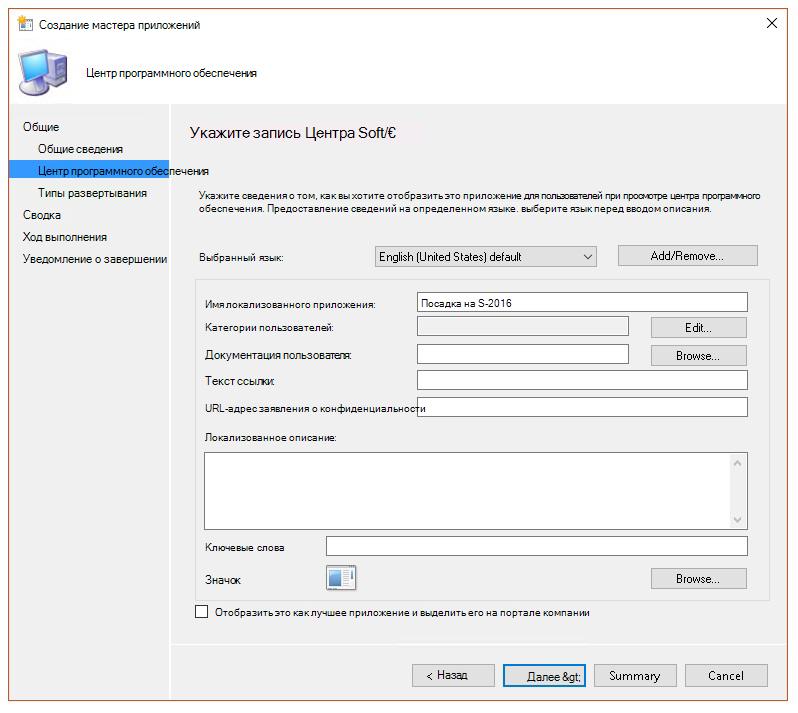 Создание мастера приложений
Центр программного обеспечения
Общие
Общие сведения
Центр программного обеспечения
Типы развертывания
Сводка
Ход выполнения
Уведомление о завершении
Укажите запись Центра Soft/€
Укажите сведения о том, как вы хотите отобразить это приложение для пользователей при просмотре центра программного
обеспечения. Предоставление сведений на определенном языке. выберите язык перед вводом описания.
Выбранный язык: English (United States) default Add/Remove...
Имя локализованного приложения: Посадка на S-2016
Категории пользователей: Edit...
Документация пользователя: Browse...
Текст ссылки:
URL-адрес заявления о конфиденциальности
Локализованное описание:
Ключевые слова
Значок Browse...
Отобразить это как лучшее приложение и выделить его на портале компании
< Назад Далее &gt; Summary Cancel